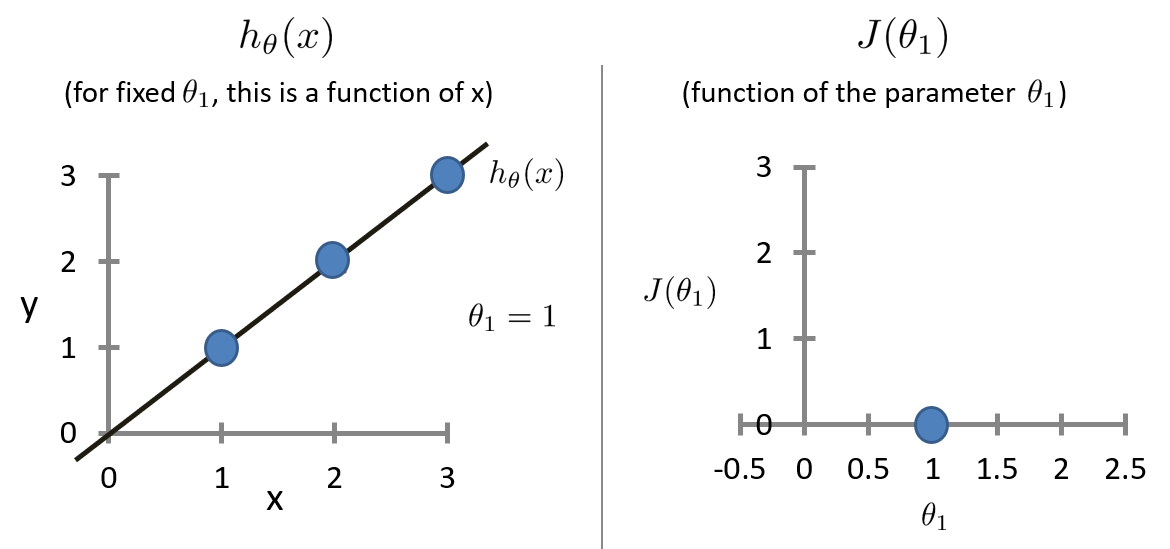 hθ(x)
(for fixed θ1, this is a function of x)
3
2
1
0
y
0 1 2 3
x
hθ(x)
θ1 = 1
J(θ1)
(function of the parameter θ1)
3
2
1
0
J(θ1)
-0.5 0 0.5 1 1.5 2 2.5
θ1